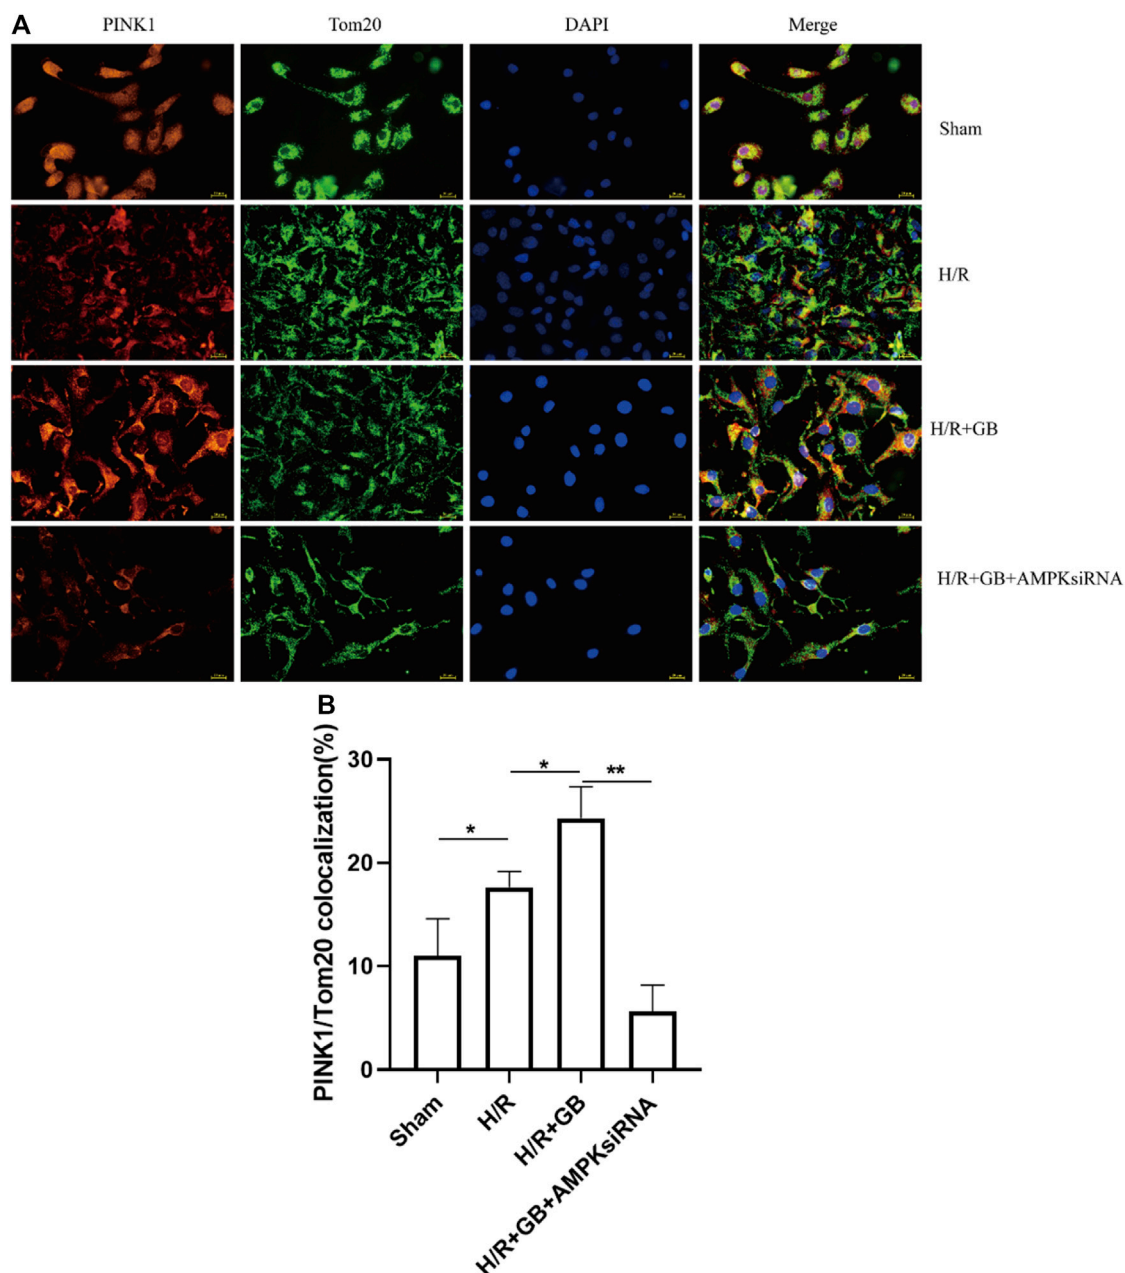 A
PINK1 Tom20 DAPI Merge
Sham
H/R
H/R+GB
H/R+GB+AMPKsiRNA
B
PINK1/Tom20 colocalization(%)
30
20
10
0
*
*
**
Sham
H/R
H/R+GB
H/R+GB+AMPKsiRNA